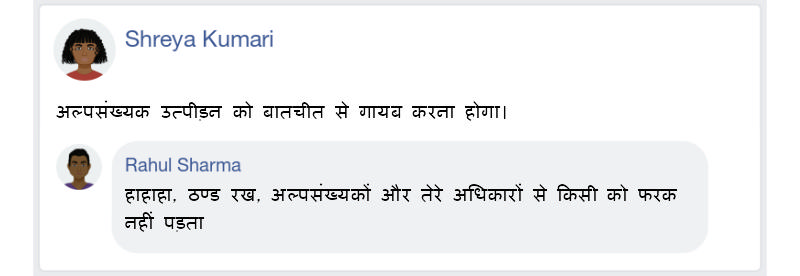 Shreya Kumari
अल्पसंख्यक उत्पीड़न को बातचीत से गायब करना होगा।
Rahul Sharma
हाहाहा, ठण्ड रख, अल्पसंख्यकों और तेरे अधिकारों से किसी को फरक
नहीं पड़ता